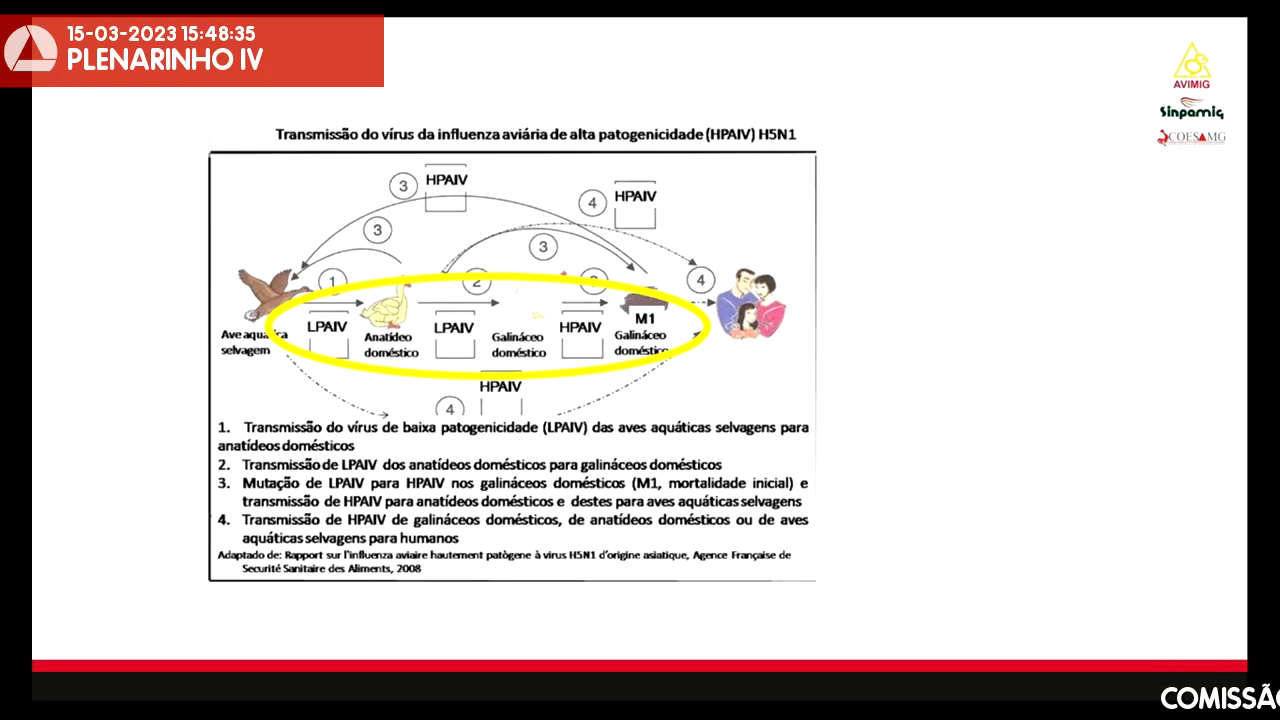 15-03-2023 15:48:35
PLENARINHO IV
AVIMIG
Sinpamig
COESAMG
Transmissão do vírus da influenza aviária de alta patogenicidade (HPAIV) H5N1
3 HPAIV
4 HPAIV
3
3
1 2 4
LPAIV LPAIV HPAIV M1
Ave aquática selvagem
Anatídeo doméstico
Galináceo doméstico
Galináceo doméstico
HPAIV
4
1. Transmissão do vírus de baixa patogenicidade (LPAIV) das aves aquáticas selvagens para
anatídeos domésticos
2. Transmissão de LPAIV dos anatídeos domésticos para galináceos domésticos
3. Mutação de LPAIV para HPAIV nos galináceos domésticos (M1, mortalidade inicial) e
transmissão de HPAIV para anatídeos domésticos e destes para aves aquáticas selvagens
4. Transmissão de HPAIV de galináceos domésticos, de anatídeos domésticos ou de aves
aquáticas selvagens para humanos
Adaptado de: Rapport sur l'influenza aviaire hautement patògene à virus H5N1 d'origine asiatique, Agence Française de
Securité Sanitaire des Aliments, 2008
COMISSÃO